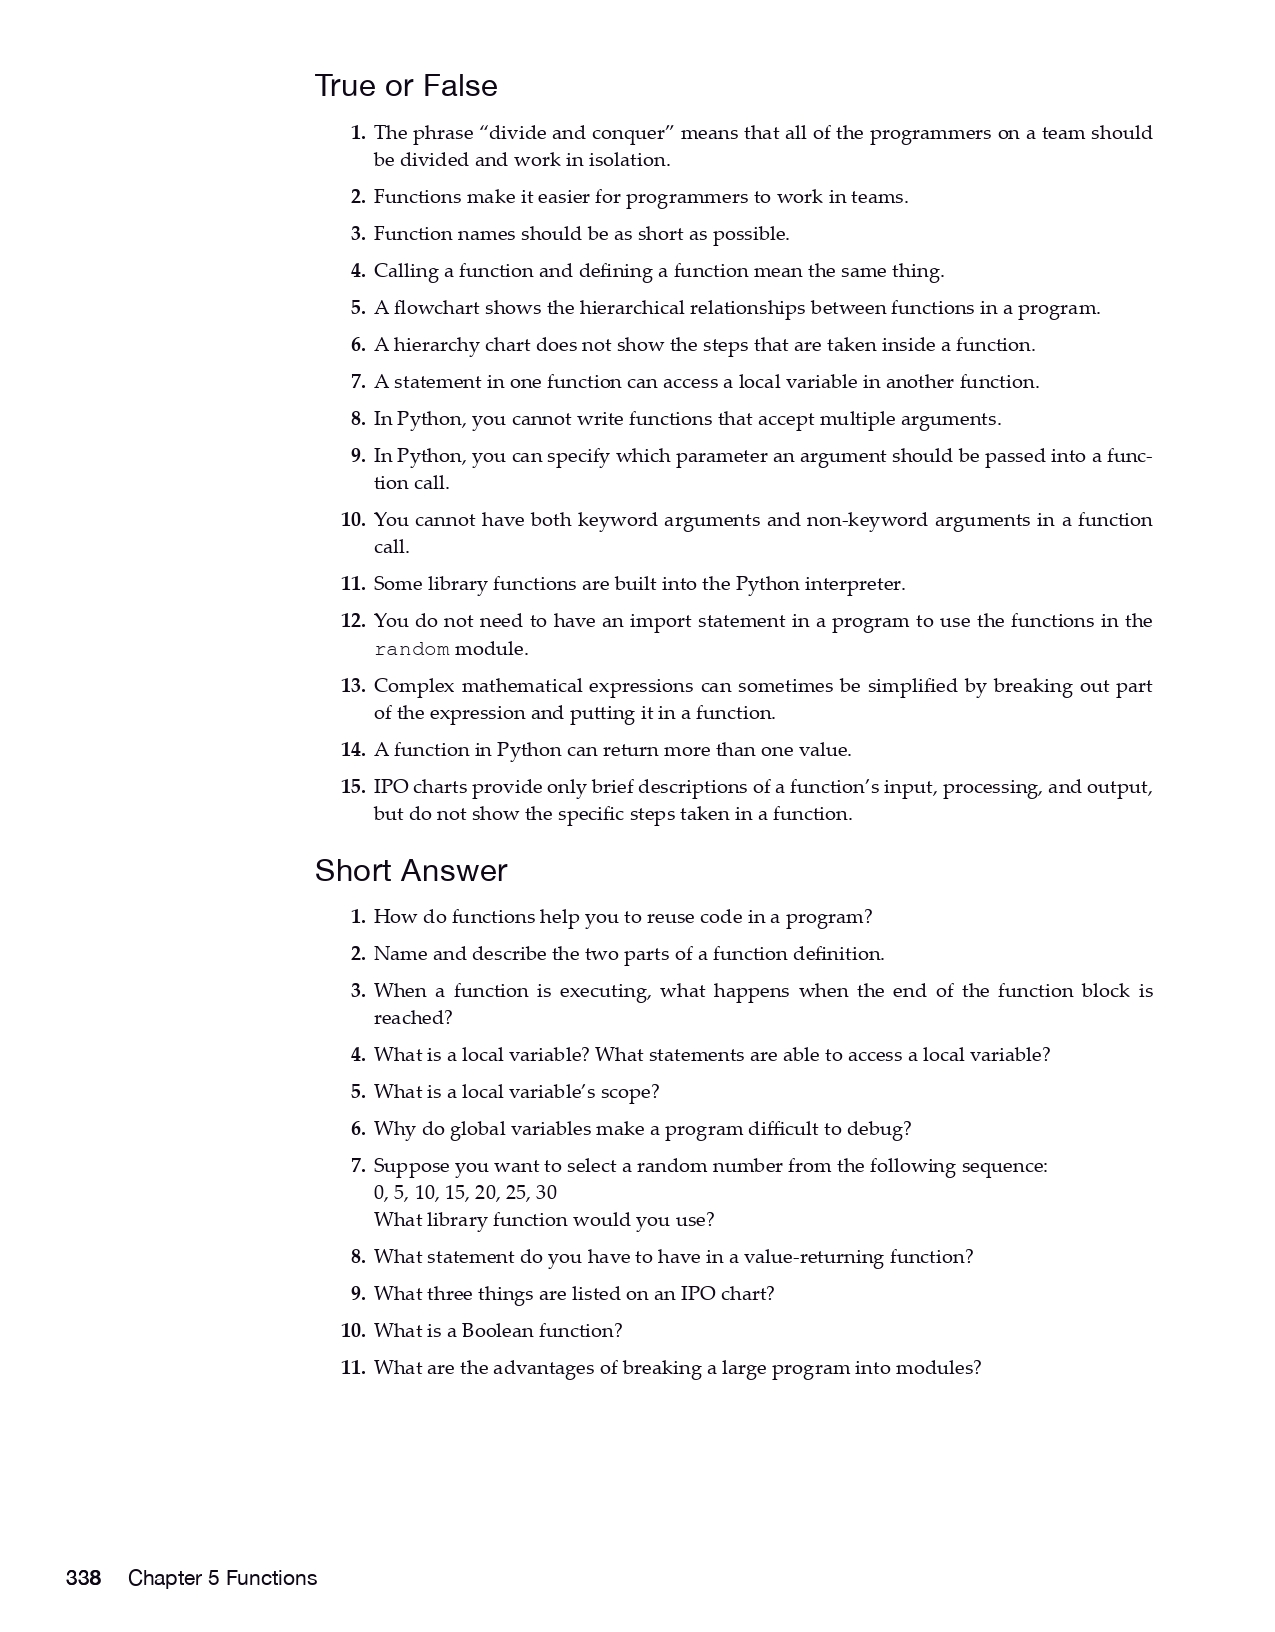 True or False
1. The phrase “divide and conquer” means that all of the programmers on a team should
be divided and work in isolation.
2. Functions make it easier for programmers to work in teams.
3. Function names should be as short as possible.
4. Calling a function and defining a function mean the same thing.
5. A flowchart shows the hierarchical relationships between functions in a program.
6. A hierarchy chart does not show the steps that are taken inside a function.
7. A statement in one function can access a local variable in another function.
8. In Python, you cannot write functions that accept multiple arguments.
9. In Python, you can specify which parameter an argument should be passed into a func-
tion call.
10. You cannot have both keyword arguments and non-keyword arguments in a function
call.
11. Some library functions are built into the Python interpreter.
12. You do not need to have an import statement in a program to use the functions in the
random module.
13. Complex mathematical expressions can sometimes be simplified by breaking out part
of the expression and putting it in a function.
14. A function in Python can return more than one value.
15. IPO charts provide only brief descriptions of a function’s input, processing, and output,
but do not show the specific steps taken in a function.
Short Answer
1. How do functions help you to reuse code in a program?
2. Name and describe the two parts of a function definition.
3. When a function is executing, what happens when the end of the function block is
reached?
4. What is a local variable? What statements are able to access a local variable?
5. What is a local variable’s scope?
6. Why do global variables make a program difficult to debug?
7. Suppose you want to select a random number from the following sequence:
0, 5, 10, 15, 20, 25, 30
What library function would you use?
8. What statement do you have to have in a value-returning function?
9. What three things are listed on an IPO chart?
10. What is a Boolean function?
11. What are the advantages of breaking a large program into modules?
338 Chapter 5 Functions